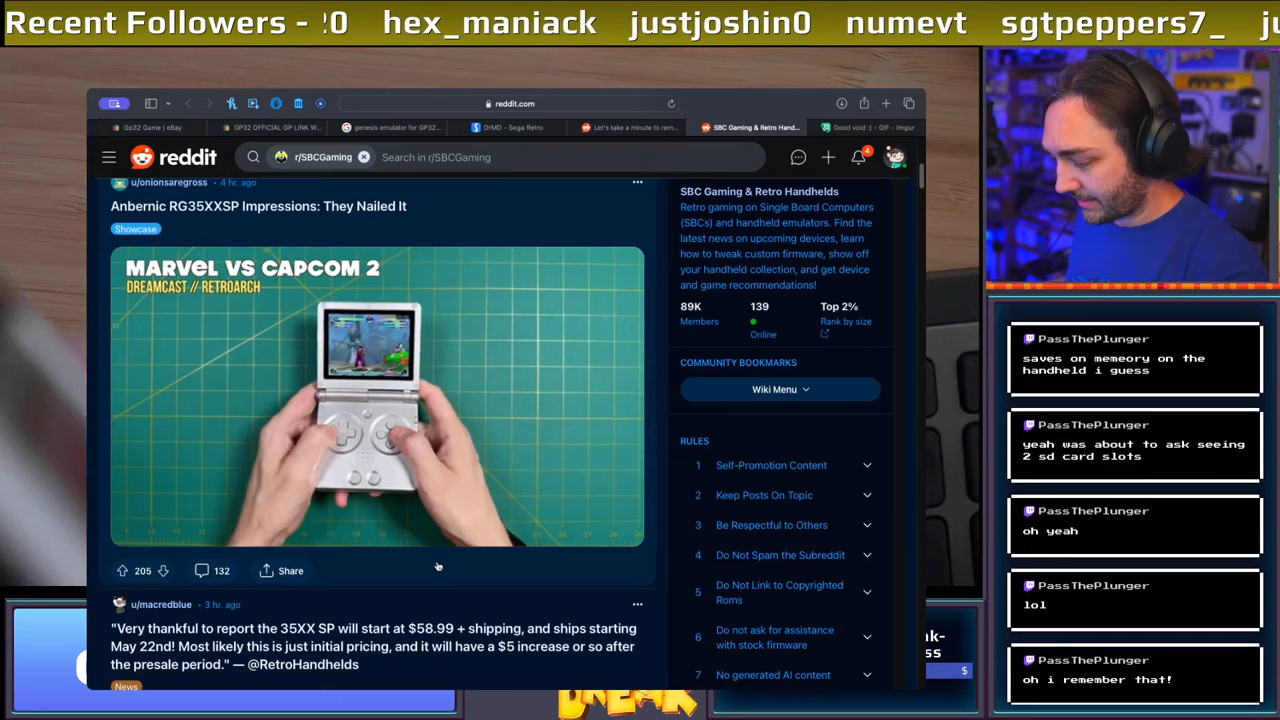 Recent Followers - :20 hex_maniack justjoshin0 numevt sgtpeppers7_
reddit.com
Gp32 Game | eBay
GP32 OFFICIAL GP LINK W...
genesis emulator for GP32...
DrMD - Sega Retro
Let's take a minute to rem...
SBC Gaming & Retro Hand...
Good void :) - GIF - Imgur
reddit
r/SBCGaming
Search in r/SBCGaming
4
u/onionsaregross • 4 hr. ago
Anbernic RG35XXSP Impressions: They Nailed It
Showcase
MARVEL VS CAPCOM 2
DREAMCAST // RETROARCH
205
132
Share
u/macredblue • 3 hr. ago
"Very thankful to report the 35XX SP will start at $58.99 + shipping, and ships starting
May 22nd! Most likely this is just initial pricing, and it will have a $5 increase or so after
the presale period." — @RetroHandhelds
News
SBC Gaming & Retro Handhelds
Retro gaming on Single Board Computers
(SBCs) and handheld emulators. Find the
latest news on upcoming devices, learn
how to tweak custom firmware, show off
your handheld collection, and get device
and game recommendations!
89K
Members
139
Online
Top 2%
Rank by size
COMMUNITY BOOKMARKS
Wiki Menu
RULES
1 Self-Promotion Content
2 Keep Posts On Topic
3 Be Respectful to Others
4 Do Not Spam the Subreddit
5 Do Not Link to Copyrighted
Roms
6 Do not ask for assistance
with stock firmware
7 No generated AI content
PassThePlunger
saves on memeory on the
handheld i guess
PassThePlunger
yeah was about to ask seeing
2 sd card slots
PassThePlunger
oh yeah
PassThePlunger
lol
PassThePlunger
oh i remember that!
$